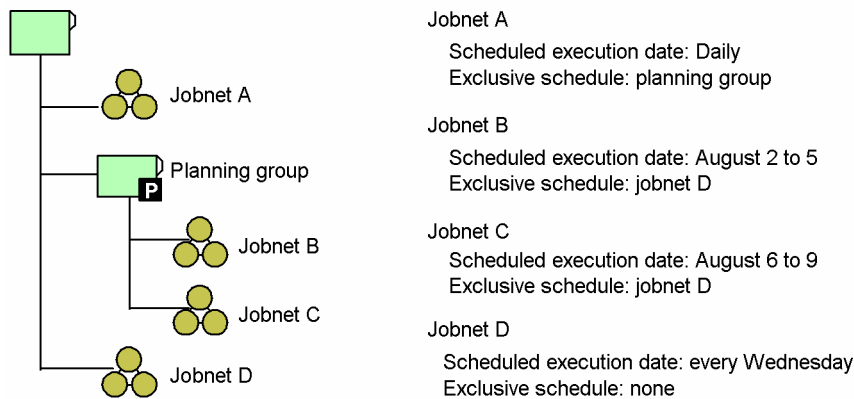 Jobnet A
Planning group
P
Jobnet B
Jobnet C
Jobnet D
Jobnet A
Scheduled execution date: Daily
Exclusive schedule: planning group
Jobnet B
Scheduled execution date: August 2 to 5
Exclusive schedule: jobnet D
Jobnet C
Scheduled execution date: August 6 to 9
Exclusive schedule: jobnet D
Jobnet D
Scheduled execution date: every Wednesday
Exclusive schedule: none